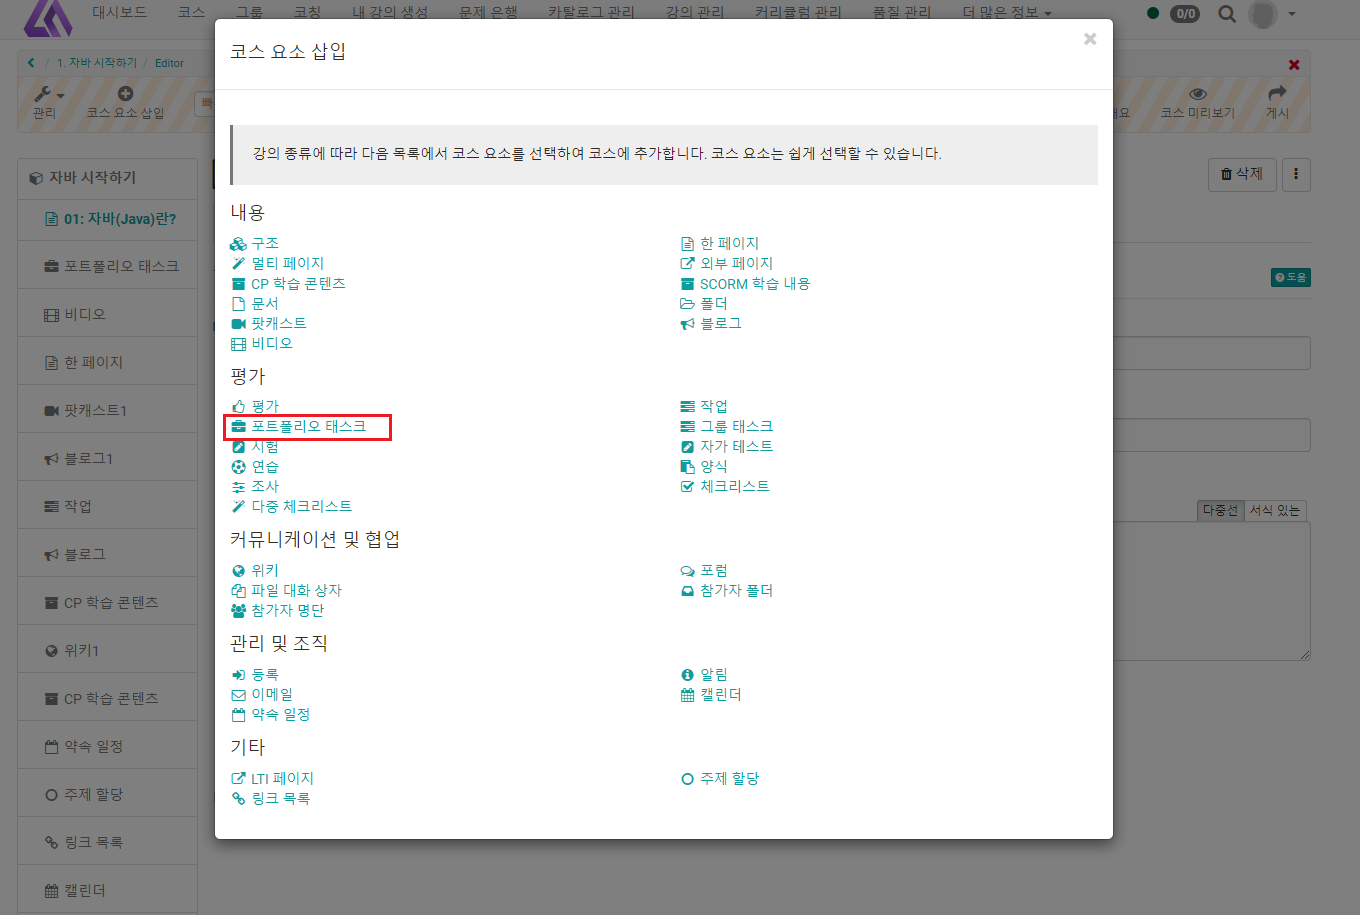 대시보드 코스 그룹 코칭 내 강의 생성 문제 은행 카탈로그 관리 강의 관리 커리큘럼 관리 품질 관리 더 많은 정보 0/0
코스 요소 삽입 ×
/ 1. 자바 시작하기 / Editor
관리 코스 요소 삽입 코스 미리보기 게시
강의 종류에 따라 다음 목록에서 코스 요소를 선택하여 코스에 추가합니다. 코스 요소는 쉽게 선택할 수 있습니다.
삭제
도움
다중선 서식 있는
자바 시작하기
01: 자바(Java)란?
포트폴리오 태스크
비디오
한 페이지
팟캐스트1
블로그1
작업
블로그
CP 학습 콘텐츠
위키1
CP 학습 콘텐츠
약속 일정
주제 할당
링크 목록
캘린더
내용
구조 한 페이지
멀티 페이지 외부 페이지
CP 학습 콘텐츠 SCORM 학습 내용
문서 폴더
팟캐스트 블로그
비디오
평가
평가 작업
포트폴리오 태스크 그룹 태스크
시험 자가 테스트
연습 양식
조사 체크리스트
다중 체크리스트
커뮤니케이션 및 협업
위키 포럼
파일 대화 상자 참가자 폴더
참가자 명단
관리 및 조직
등록 알림
이메일 캘린더
약속 일정
기타
LTI 페이지 주제 할당
링크 목록